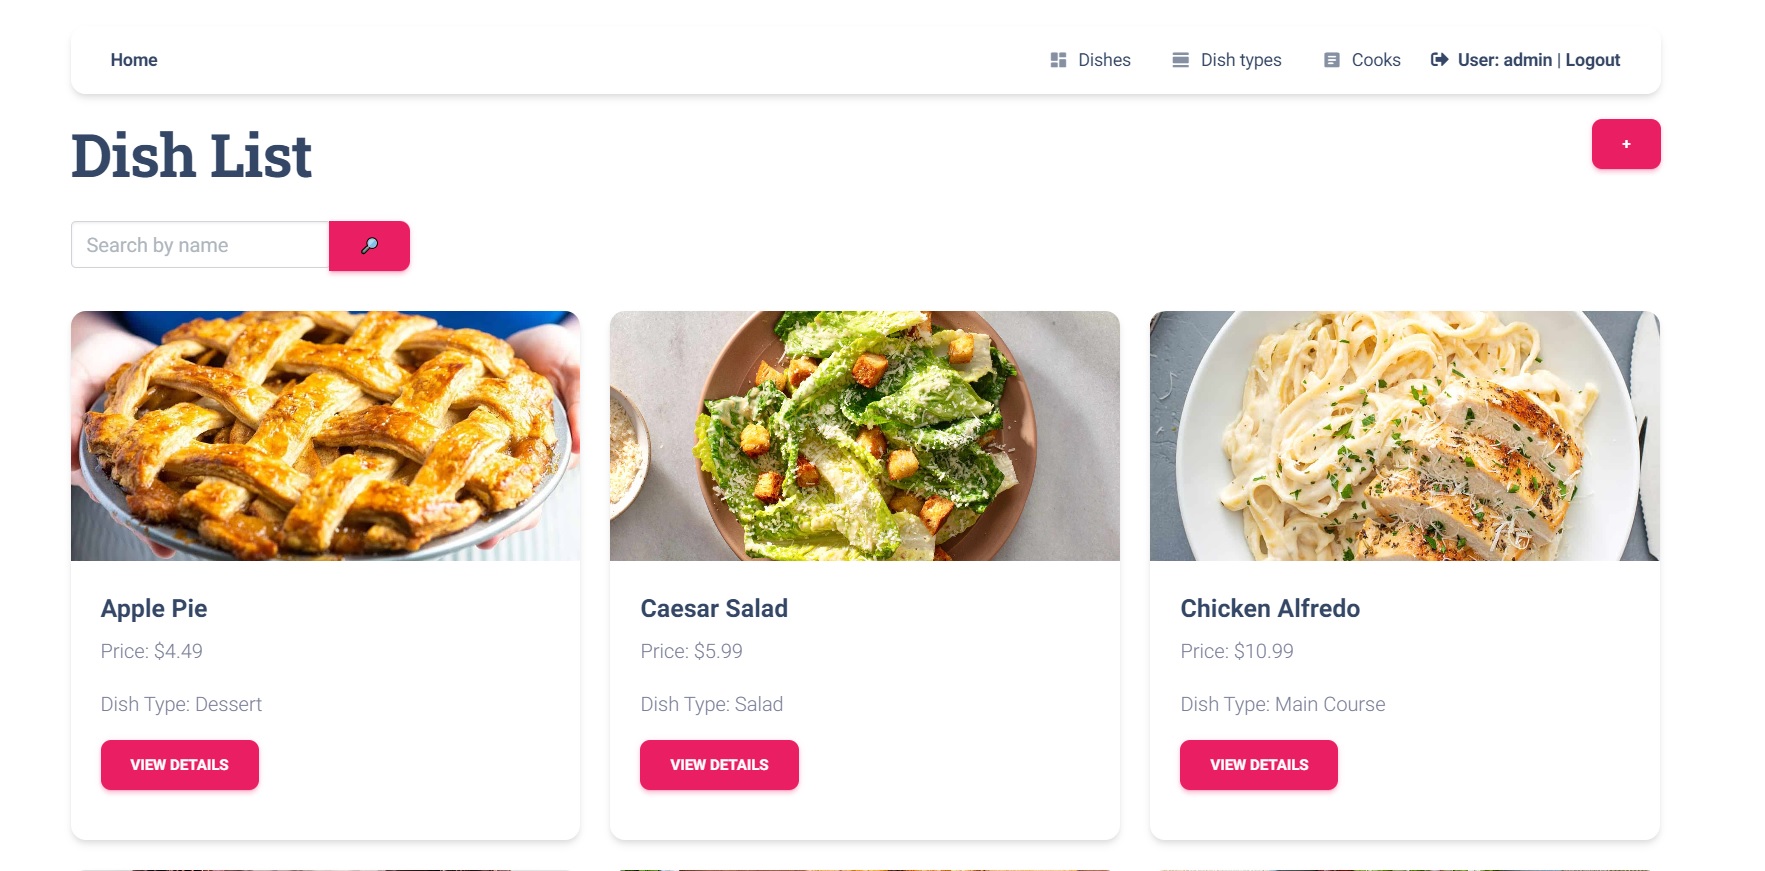 Home
Dishes
Dish types
Cooks
User: admin | Logout
Dish List
+
Search by name
Apple Pie
Price: $4.49
Dish Type: Dessert
VIEW DETAILS
Caesar Salad
Price: $5.99
Dish Type: Salad
VIEW DETAILS
Chicken Alfredo
Price: $10.99
Dish Type: Main Course
VIEW DETAILS